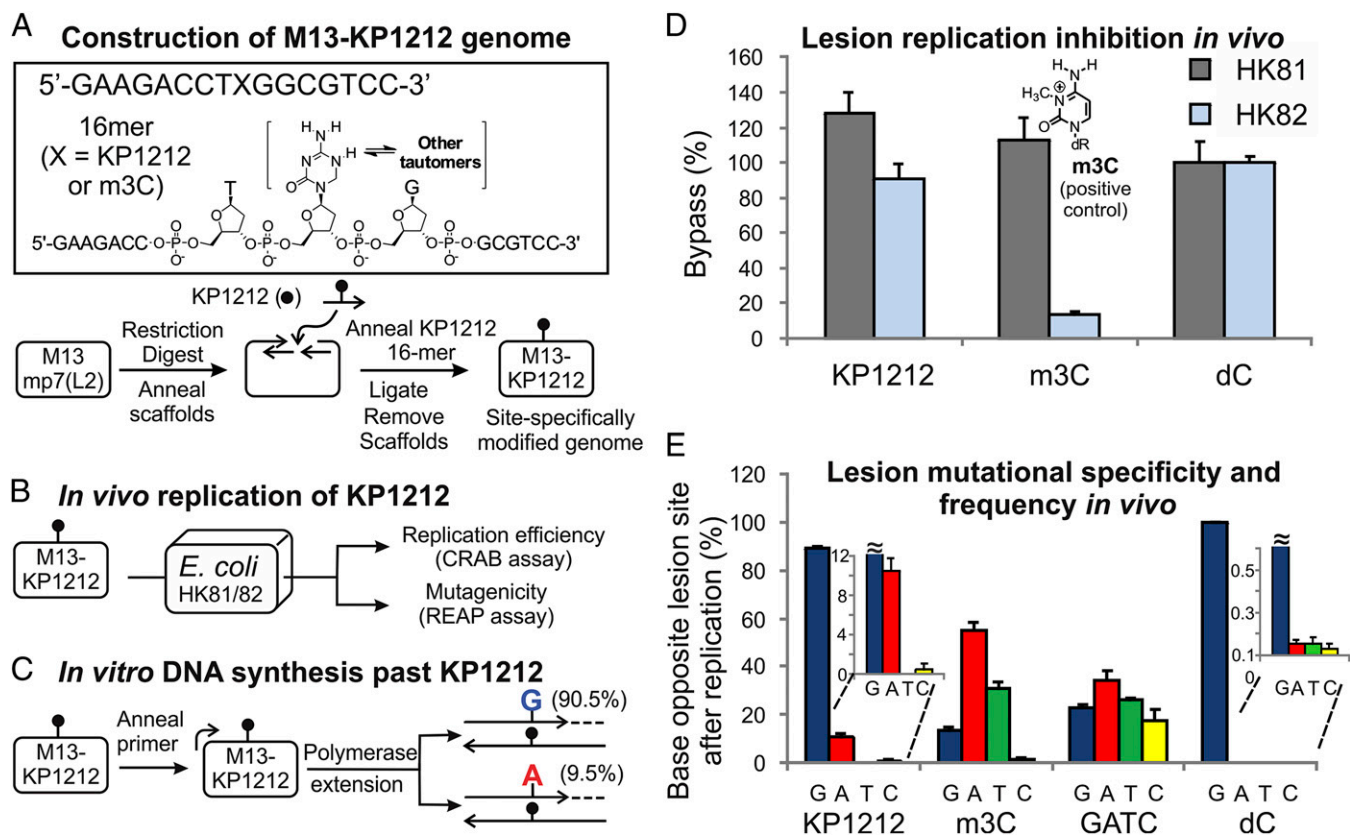 A
Construction of M13-KP1212 genome
5'-GAAGACCTXGGCGTCC-3'
16mer
(X = KP1212
or m3C)
H
N
H
N
N
H
O
N
Other
tautomers
T
G
O
O
O
5'-GAAGACC-O-P-O
O
O-P-O
O
O-P-O
O
O-P-OGCGTCC-3'
O-
O-
O-
O-
KP1212 (●)
M13
mp7(L2)
Restriction
Digest
Anneal
scaffolds
Anneal KP1212
16-mer
Ligate
Remove
Scaffolds
M13-
KP1212
Site-specifically
modified genome
B
In vivo replication of KP1212
M13-
KP1212
E. coli
HK81/82
Replication efficiency
(CRAB assay)
Mutagenicity
(REAP assay)
C
In vitro DNA synthesis past KP1212
M13-
KP1212
Anneal
primer
M13-
KP1212
Polymerase
extension
G (90.5%)
A (9.5%)
D
Lesion replication inhibition in vivo
Bypass (%)
160
140
120
100
80
60
40
20
0
H-N-H
H3C
N
+
O
N
dR
m3C
(positive
control)
HK81
HK82
KP1212
m3C
dC
E
Lesion mutational specificity and
frequency in vivo
Base opposite lesion site
after replication (%)
120
100
80
60
40
20
0
12
8
4
0
≈
G A T C
0.5
0.3
0.1
0
≈
G A T C
G A T C
G A T C
G A T C
G A T C
KP1212
m3C
GATC
dC